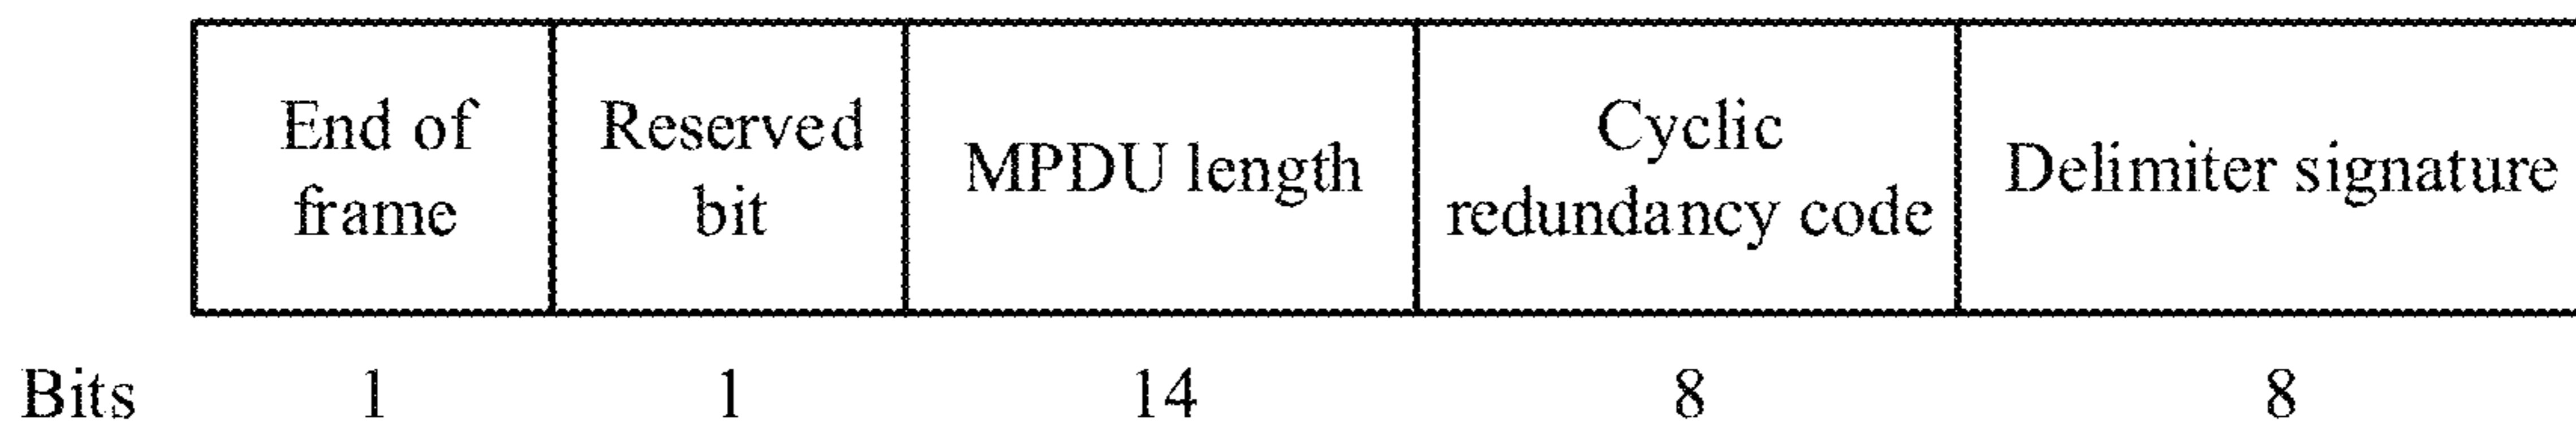 End of
frame
Reserved
bit
MPDU length
Cyclic
redundancy code
Delimiter signature
Bits 1 1 14 8 8